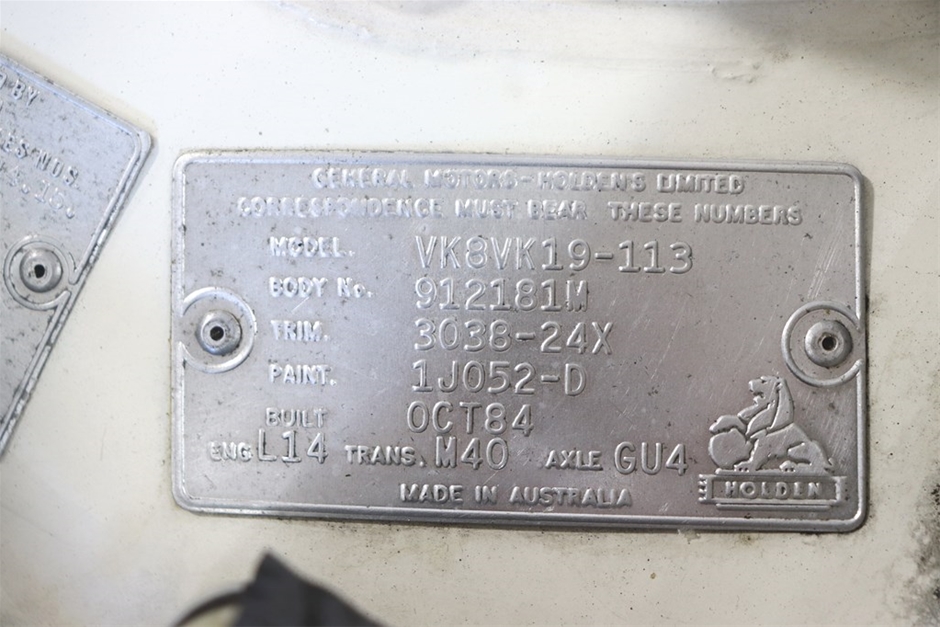 BY
GENERAL MOTORS-HOLDEN'S LIMITED
CORRESPONDENCE MUST BEAR THESE NUMBERS
MODEL. VK8VK19-113
BODY No. 912181M
TRIM. 3038-24X
PAINT. 1J052-D
BUILT OCT84
ENG L14 TRANS. M40 AXLE GU4
HOLDEN
MADE IN AUSTRALIA